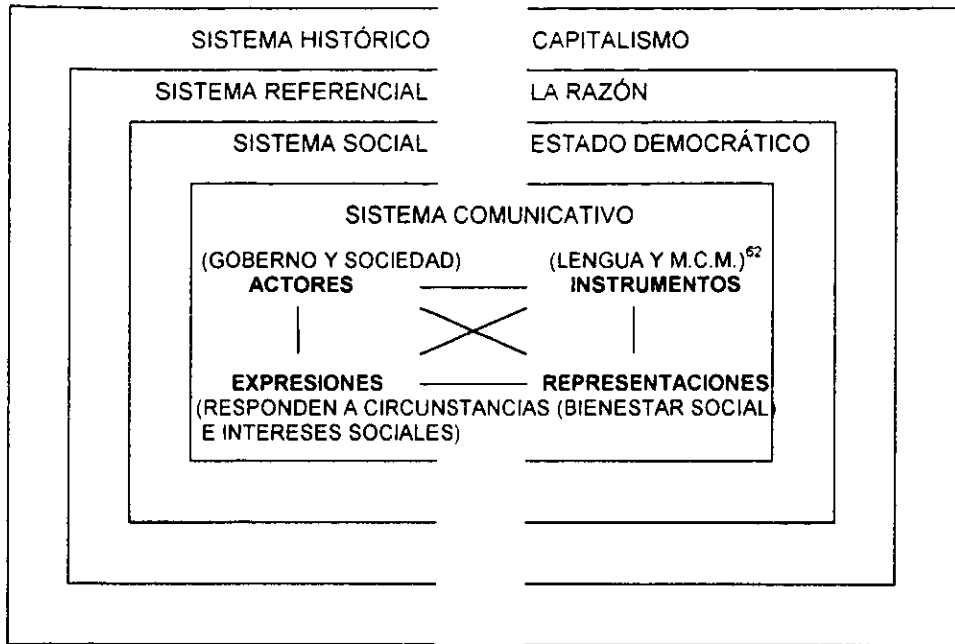 SISTEMA HISTÓRICO CAPITALISMO
SISTEMA REFERENCIAL LA RAZÓN
SISTEMA SOCIAL ESTADO DEMOCRÁTICO
SISTEMA COMUNICATIVO
(GOBERNO Y SOCIEDAD) (LENGUA Y M.C.M.)⁶²
ACTORES INSTRUMENTOS
EXPRESIONES REPRESENTACIONES
(RESPONDEN A CIRCUNSTANCIAS (BIENESTAR SOCIAL)
E INTERESES SOCIALES)